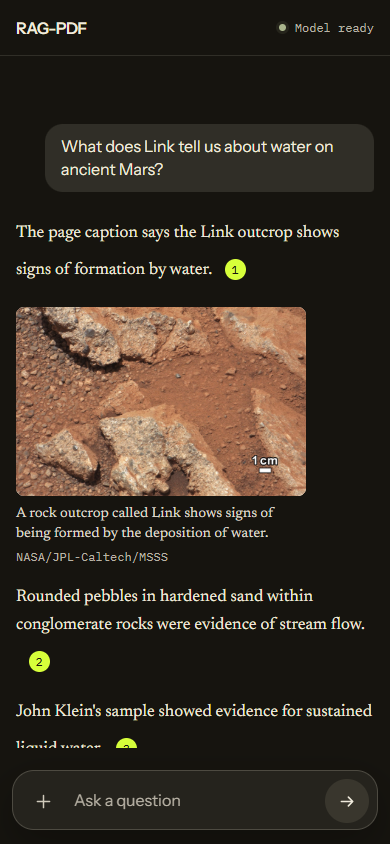 RAG-PDF
Model ready
What does Link tell us about water on
ancient Mars?
The page caption says the Link outcrop shows
signs of formation by water. 1
1 cm
A rock outcrop called Link shows signs of
being formed by the deposition of water.
NASA/JPL-Caltech/MSSS
Rounded pebbles in hardened sand within
conglomerate rocks were evidence of stream flow.
2
John Klein's sample showed evidence for sustained
liquid water. 3
Ask a question